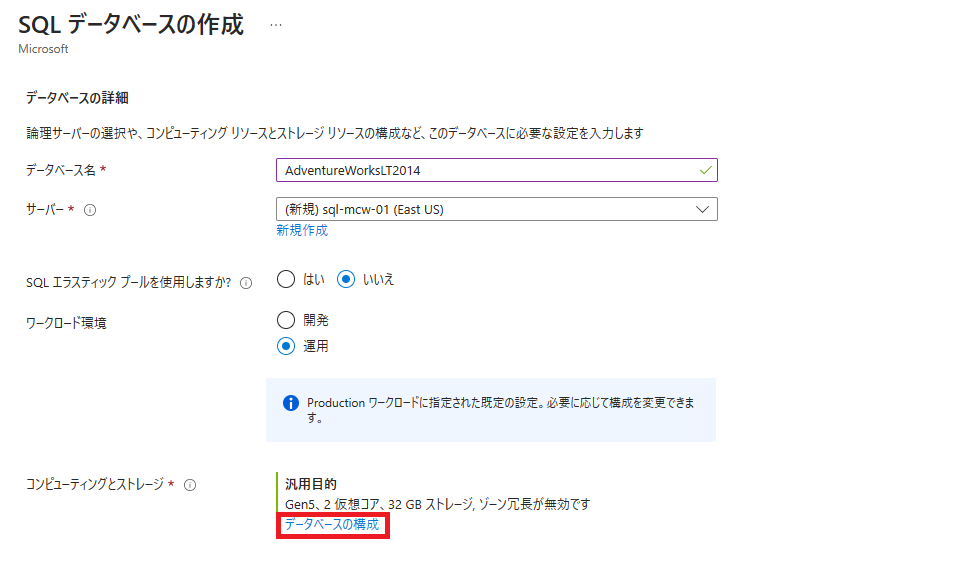 SQL データベースの作成 …
Microsoft
データベースの詳細
論理サーバーの選択や、コンピューティング リソースとストレージ リソースの構成など、このデータベースに必要な設定を入力します
データベース名 *
AdventureWorksLT2014
サーバー *
(新規) sql-mcw-01 (East US)
新規作成
SQL エラスティック プールを使用しますか?
はい いいえ
ワークロード環境
開発
運用
Production ワークロードに指定された既定の設定。必要に応じて構成を変更できま
す。
コンピューティングとストレージ *
汎用目的
Gen5、2 仮想コア、32 GB ストレージ, ゾーン冗長が無効です
データベースの構成